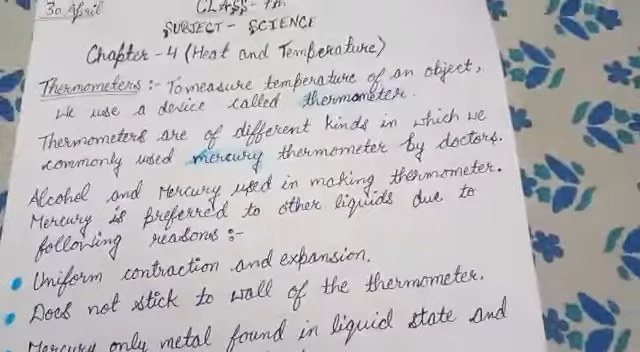 30 April
CLASS- 7th
SUBJECT - SCIENCE
Chapter - 4 (Heat and Temperature)
Thermometers :- To measure temperature of an object,
we use a device called thermometer.
Thermometers are of different kinds in which we
commonly used mercury thermometer by doctors.
Alcohol and Mercury used in making thermometer.
Mercury is preferred to other liquids due to
following reasons :-
Uniform contraction and expansion.
Does not stick to wall of the thermometer.
Mercury only metal found in liquid state and